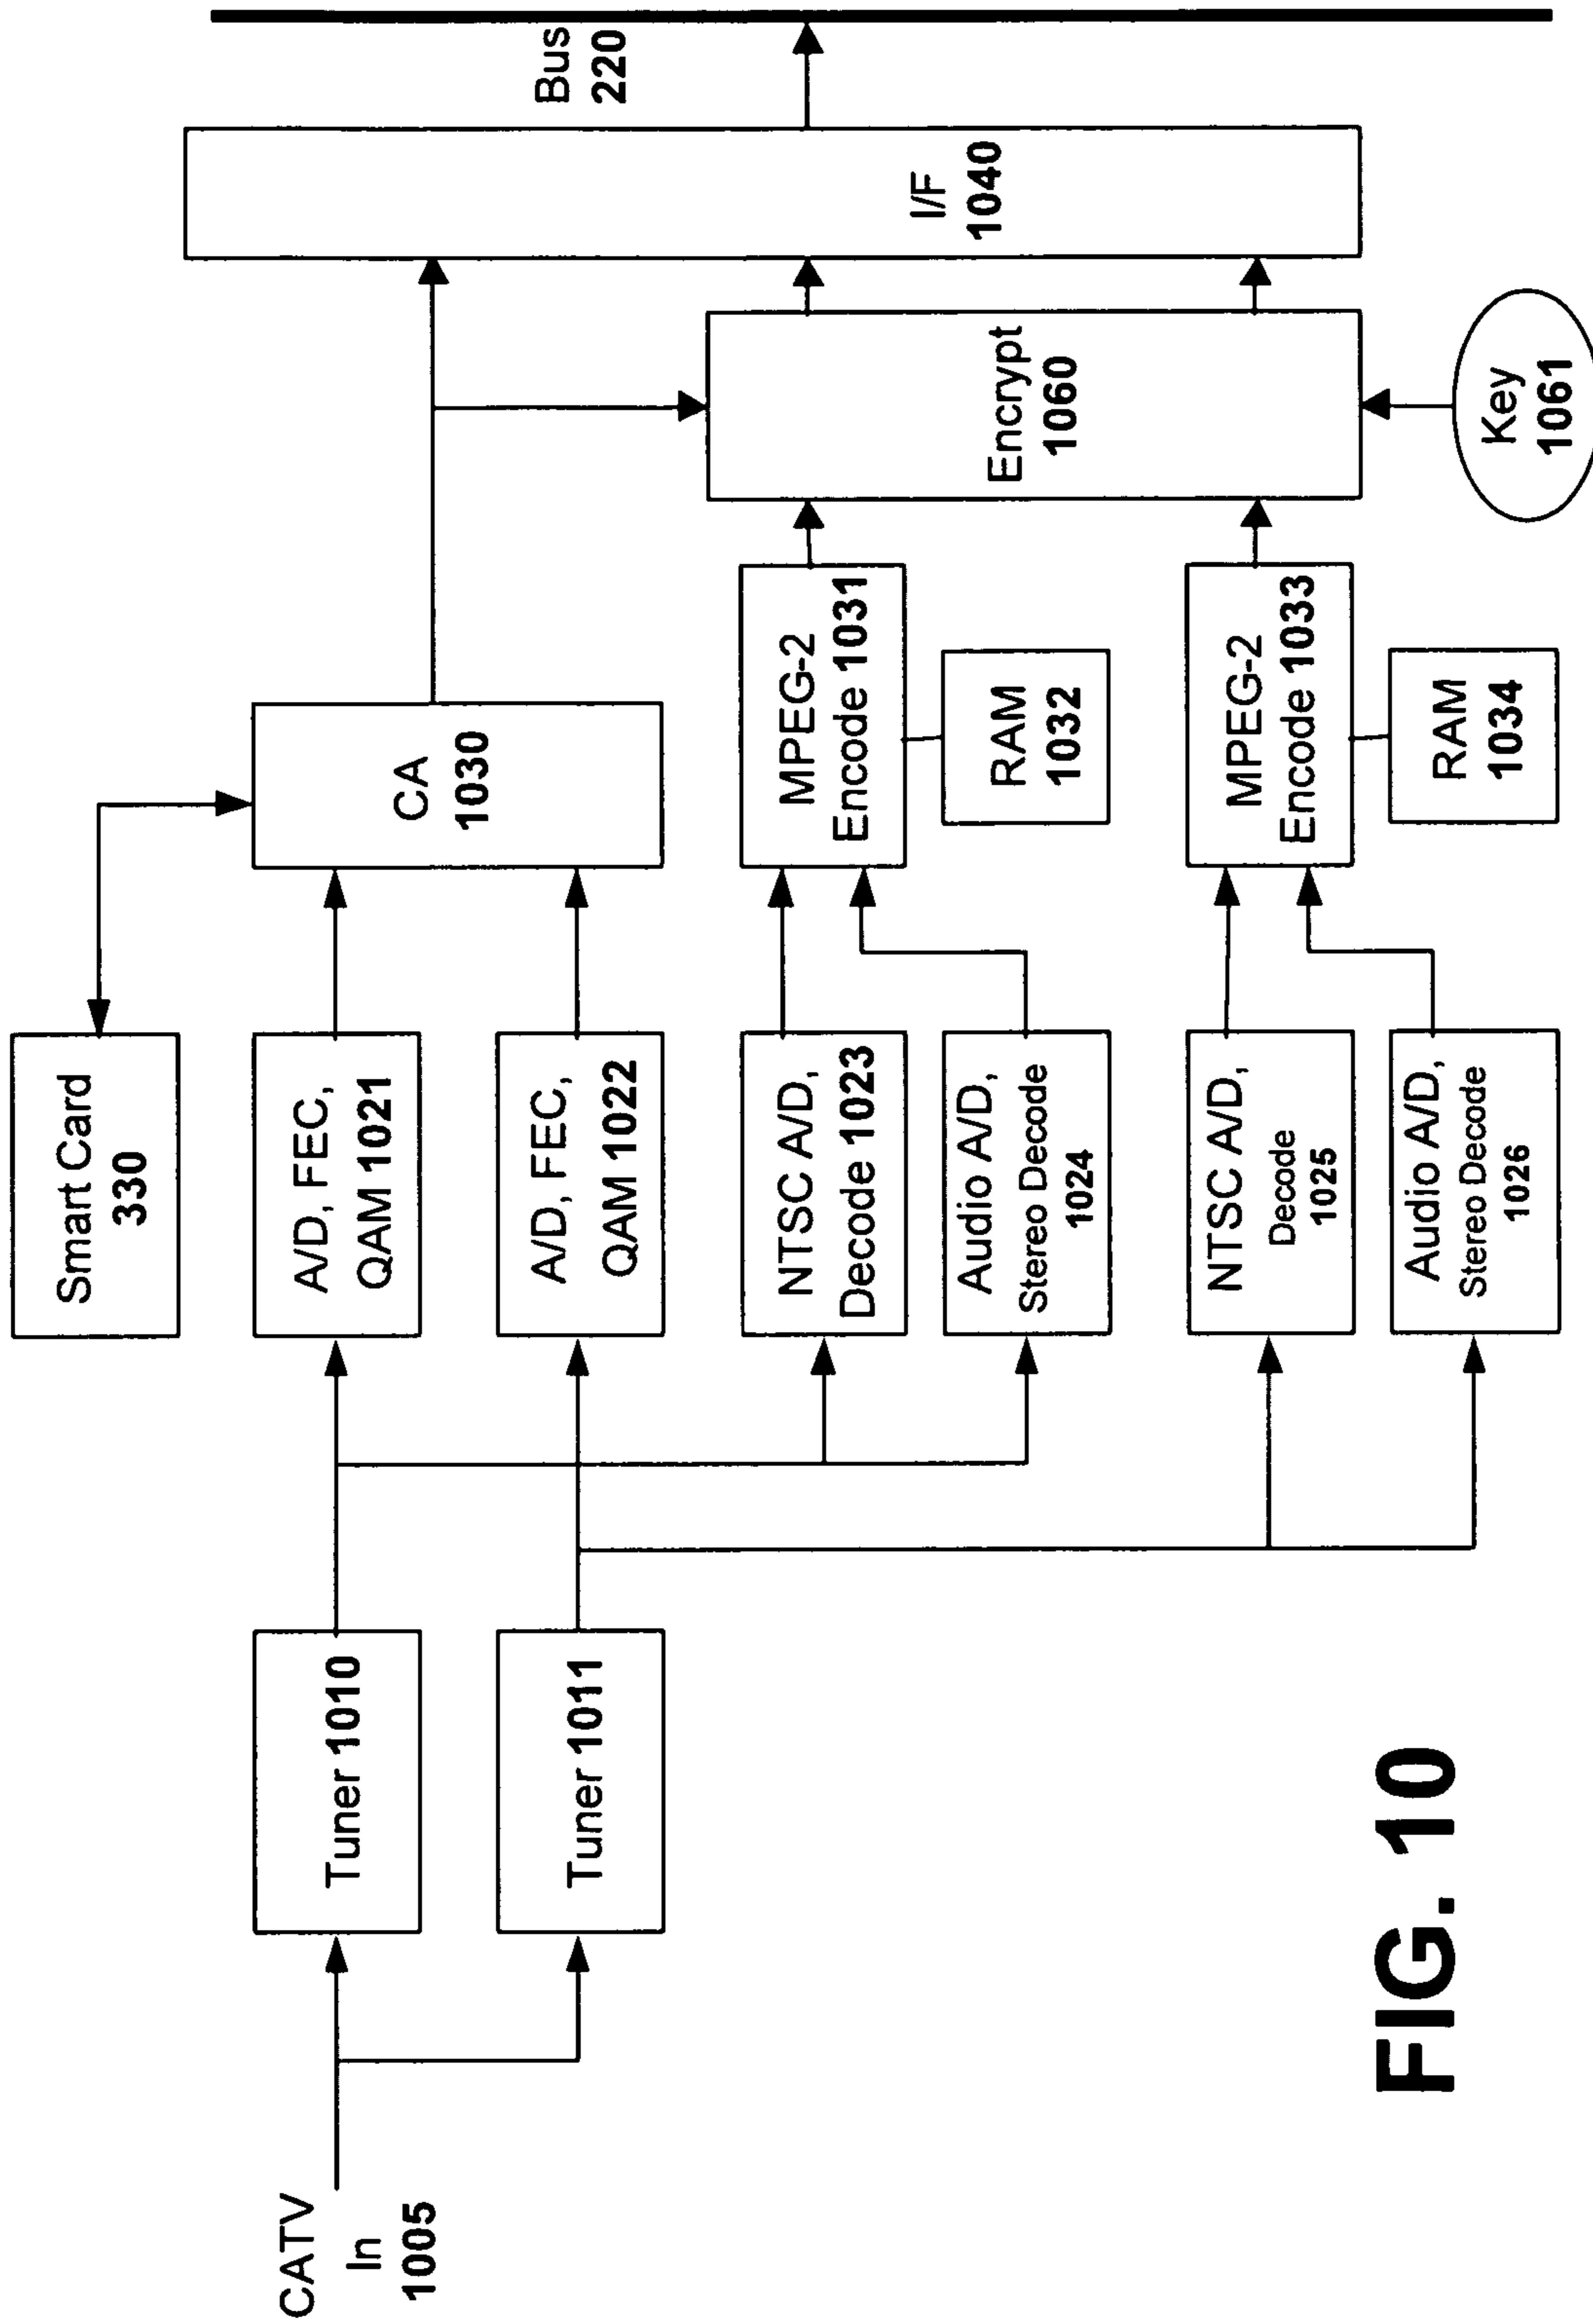 CATV
In
1005
Tuner 1010
Tuner 1011
Smart Card
330
A/D, FEC,
QAM 1021
A/D, FEC,
QAM 1022
NTSC A/D,
Decode 1023
Audio A/D,
Stereo Decode
1024
NTSC A/D,
Decode
1025
Audio A/D,
Stereo Decode
1026
CA
1030
MPEG-2
Encode 1031
RAM
1032
MPEG-2
Encode 1033
RAM
1034
Encrypt
1060
Key
1061
I/F
1040
Bus
220
FIG. 10